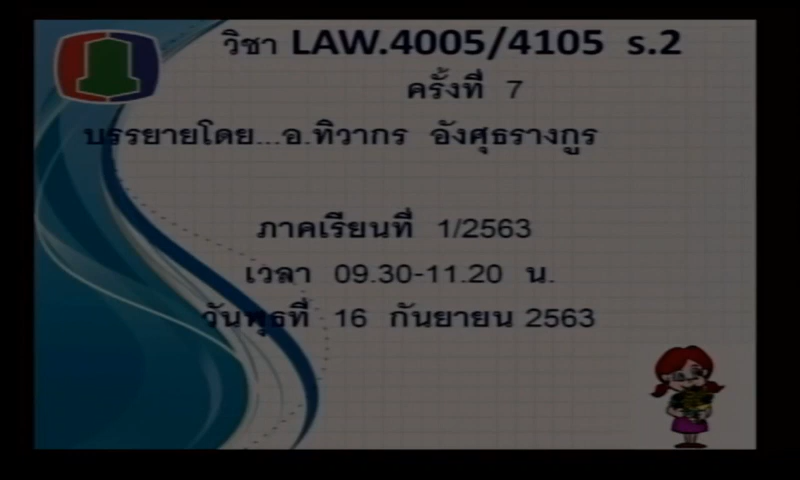 วิชา LAW.4005/4105 s.2
ครั้งที่ 7
บรรยายโดย...อ.ทิวากร อังศุธรางกูร
ภาคเรียนที่ 1/2563
เวลา 09.30-11.20 น.
วันพุธที่ 16 กันยายน 2563